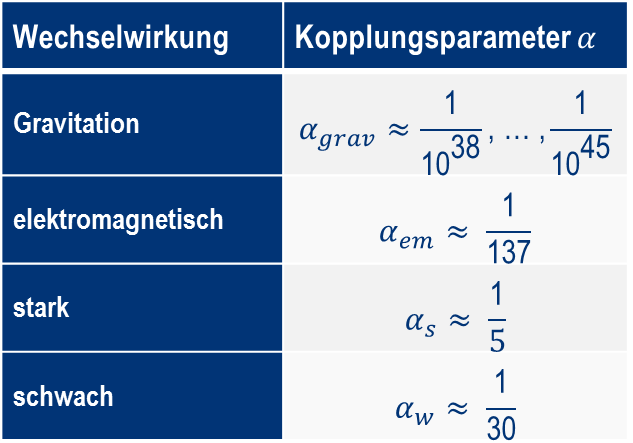 Wechselwirkung Kopplungsparameter α
Gravitation α_grav ≈ 1/10^38 , … , 1/10^45
elektromagnetisch α_em ≈ 1/137
stark α_s ≈ 1/5
schwach α_w ≈ 1/30